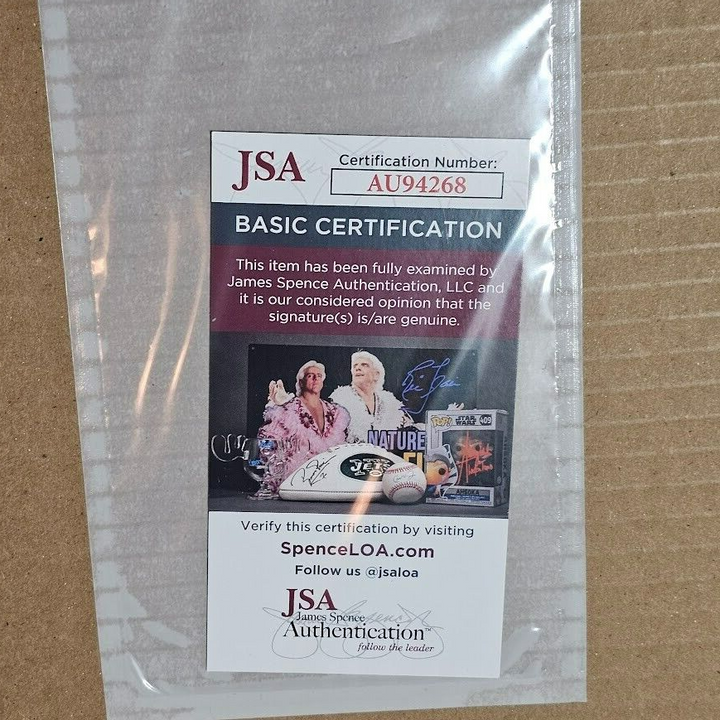 JSA
Certification Number:
AU94268
BASIC CERTIFICATION
This item has been fully examined by
James Spence Authentication, LLC and
it is our considered opinion that the
signature(s) is/are genuine.
NATURE
JETS
STAR
WARS
409
AHSOKA
Verify this certification by visiting
SpenceLOA.com
Follow us @jsaloa
JSA
James Spence
Authentication™
follow the leader